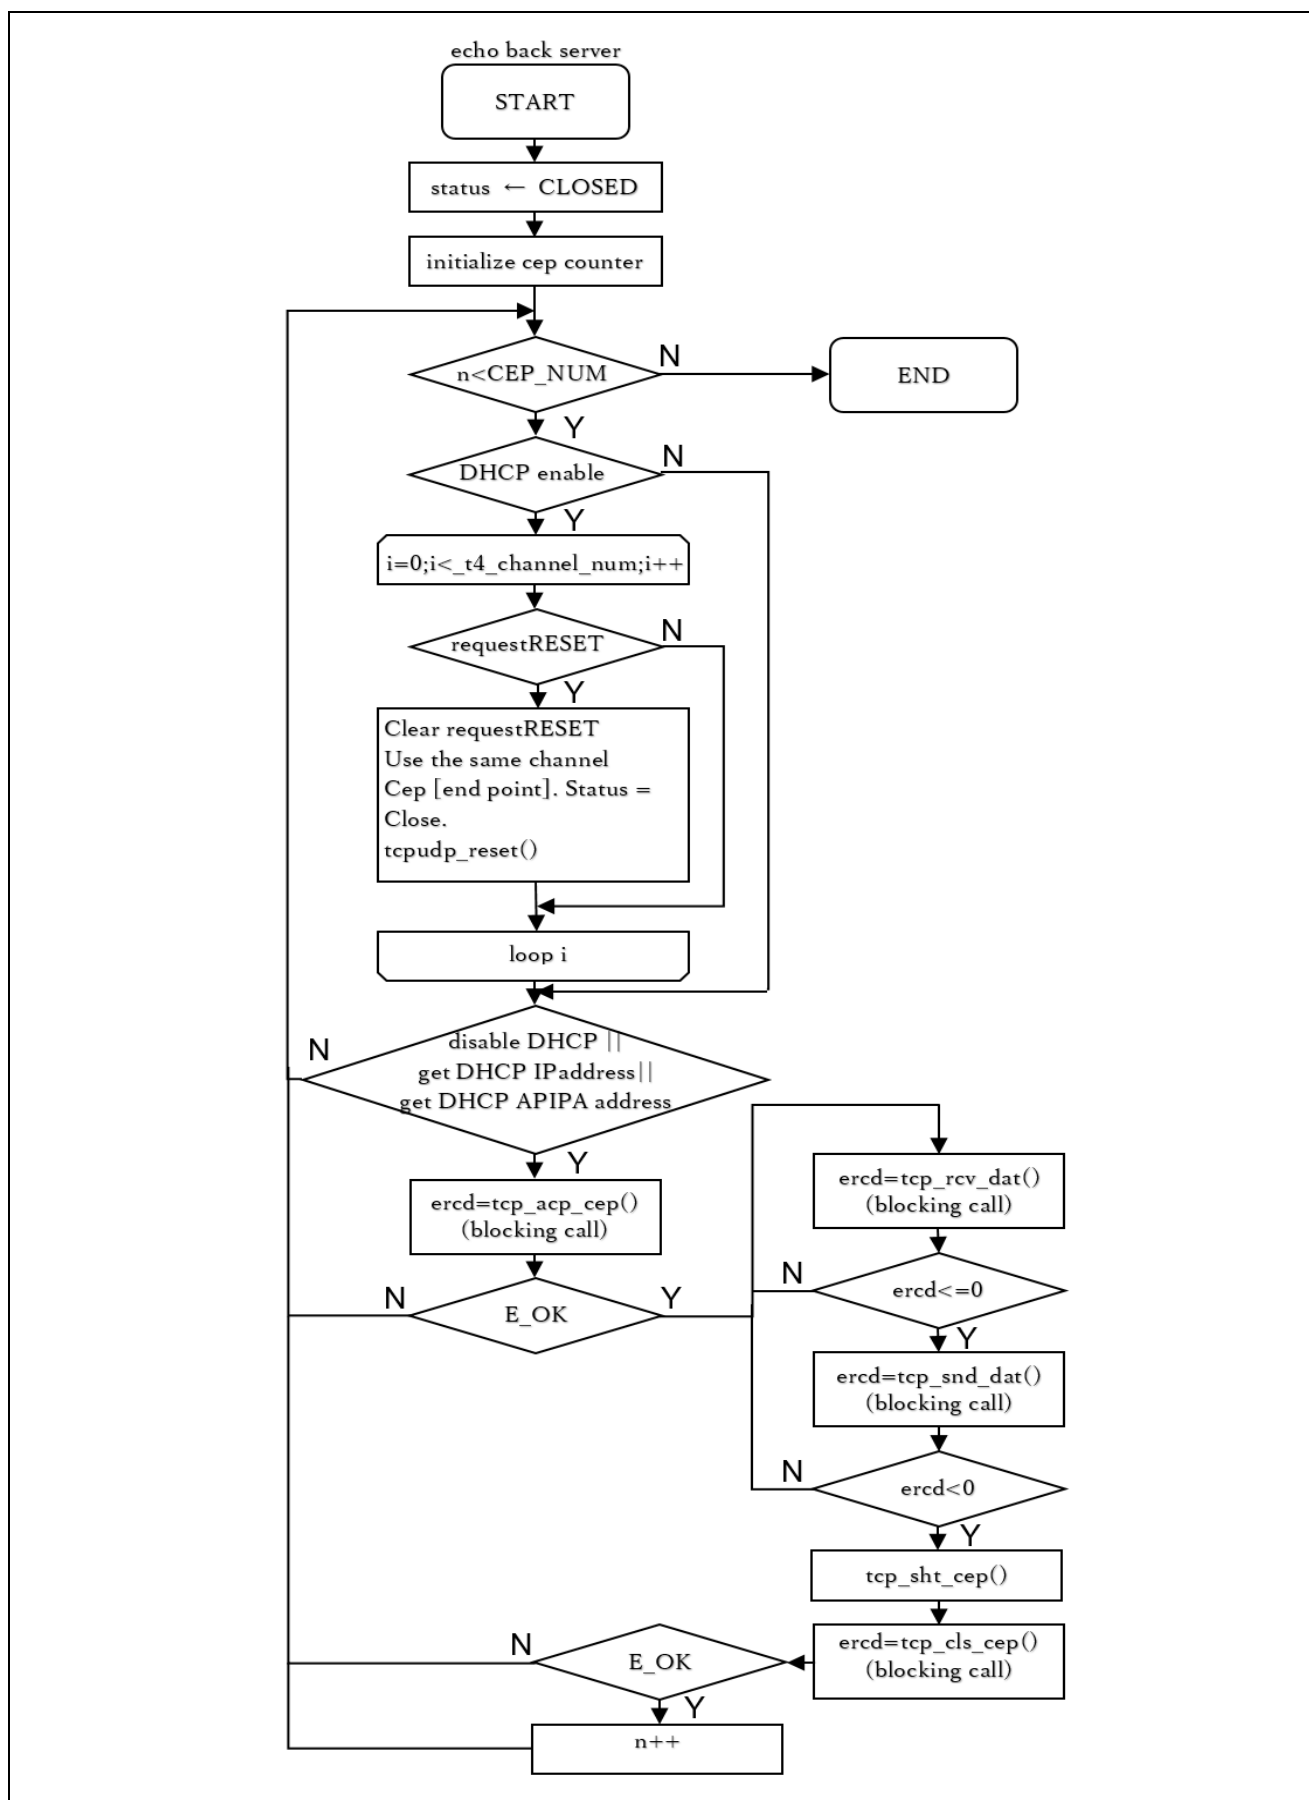 echo back server
START
status ← CLOSED
initialize cep counter
n<CEP_NUM
N
END
Y
DHCP enable
N
Y
i=0;i<_t4_channel_num;i++
requestRESET
N
Y
Clear requestRESET
Use the same channel
Cep [end point]. Status =
Close.
tcpudp_reset()
loop i
N
disable DHCP ||
get DHCP IPaddress||
get DHCP APIPA address
Y
ercd=tcp_acp_cep()
(blocking call)
N
E_OK
Y
ercd=tcp_rcv_dat()
(blocking call)
N
ercd<=0
Y
ercd=tcp_snd_dat()
(blocking call)
N
ercd<0
Y
tcp_sht_cep()
ercd=tcp_cls_cep()
(blocking call)
N
E_OK
Y
n++